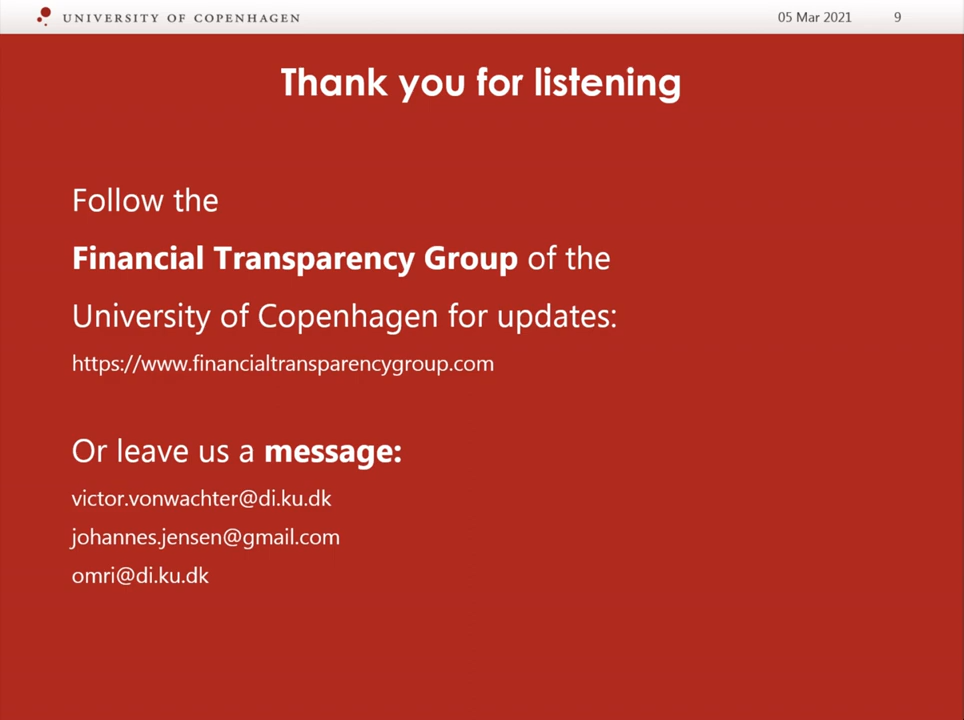 UNIVERSITY OF COPENHAGEN 05 Mar 2021 9
Thank you for listening
Follow the
Financial Transparency Group of the
University of Copenhagen for updates:
https://www.financialtransparencygroup.com
Or leave us a message:
victor.vonwachter@di.ku.dk
johannes.jensen@gmail.com
omri@di.ku.dk